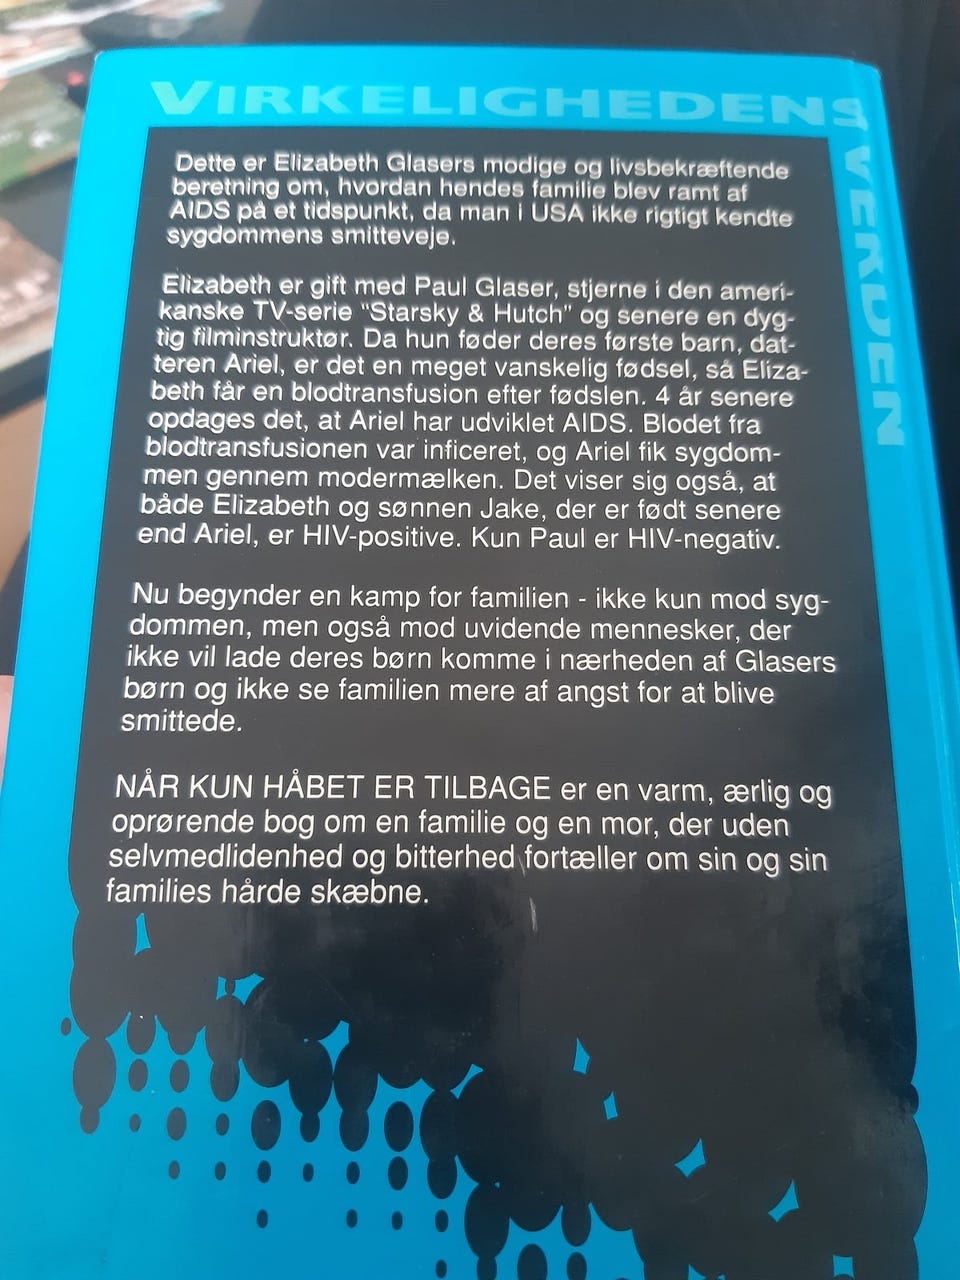 VIRKELIGHEDENS
VERDEN
Dette er Elizabeth Glasers modige og livsbekræftende
beretning om, hvordan hendes familie blev ramt af
AIDS på et tidspunkt, da man i USA ikke rigtigt kendte
sygdommens smitteveje.
Elizabeth er gift med Paul Glaser, stjerne i den ameri-
kanske TV-serie "Starsky & Hutch" og senere en dyg-
tig filminstruktør. Da hun føder deres første barn, dat-
teren Ariel, er det en meget vanskelig fødsel, så Eliza-
beth får en blodtransfusion efter fødslen. 4 år senere
opdages det, at Ariel har udviklet AIDS. Blodet fra
blodtransfusionen var inficeret, og Ariel fik sygdom-
men gennem modermælken. Det viser sig også, at
både Elizabeth og sønnen Jake, der er født senere
end Ariel, er HIV-positive. Kun Paul er HIV-negativ.
Nu begynder en kamp for familien - ikke kun mod syg-
dommen, men også mod uvidende mennesker, der
ikke vil lade deres børn komme i nærheden af Glasers
børn og ikke se familien mere af angst for at blive
smittede.
NÅR KUN HÅBET ER TILBAGE er en varm, ærlig og
oprørende bog om en familie og en mor, der uden
selvmedlidenhed og bitterhed fortæller om sin og sin
families hårde skæbne.